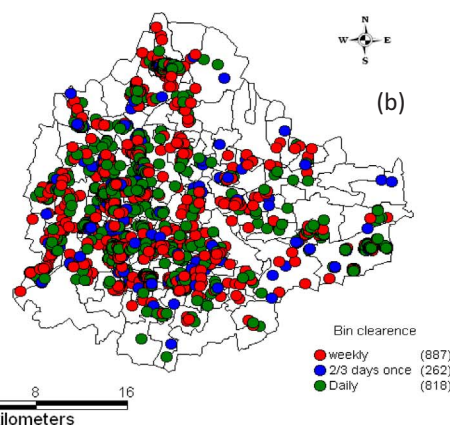 N
W E
S
(b)
Bin clearence
weekly (887)
2/3 days once (262)
Daily (818)
8 16
ilometers